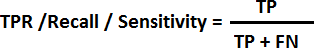 TPR /Recall / Sensitivity = TP
TP + FN